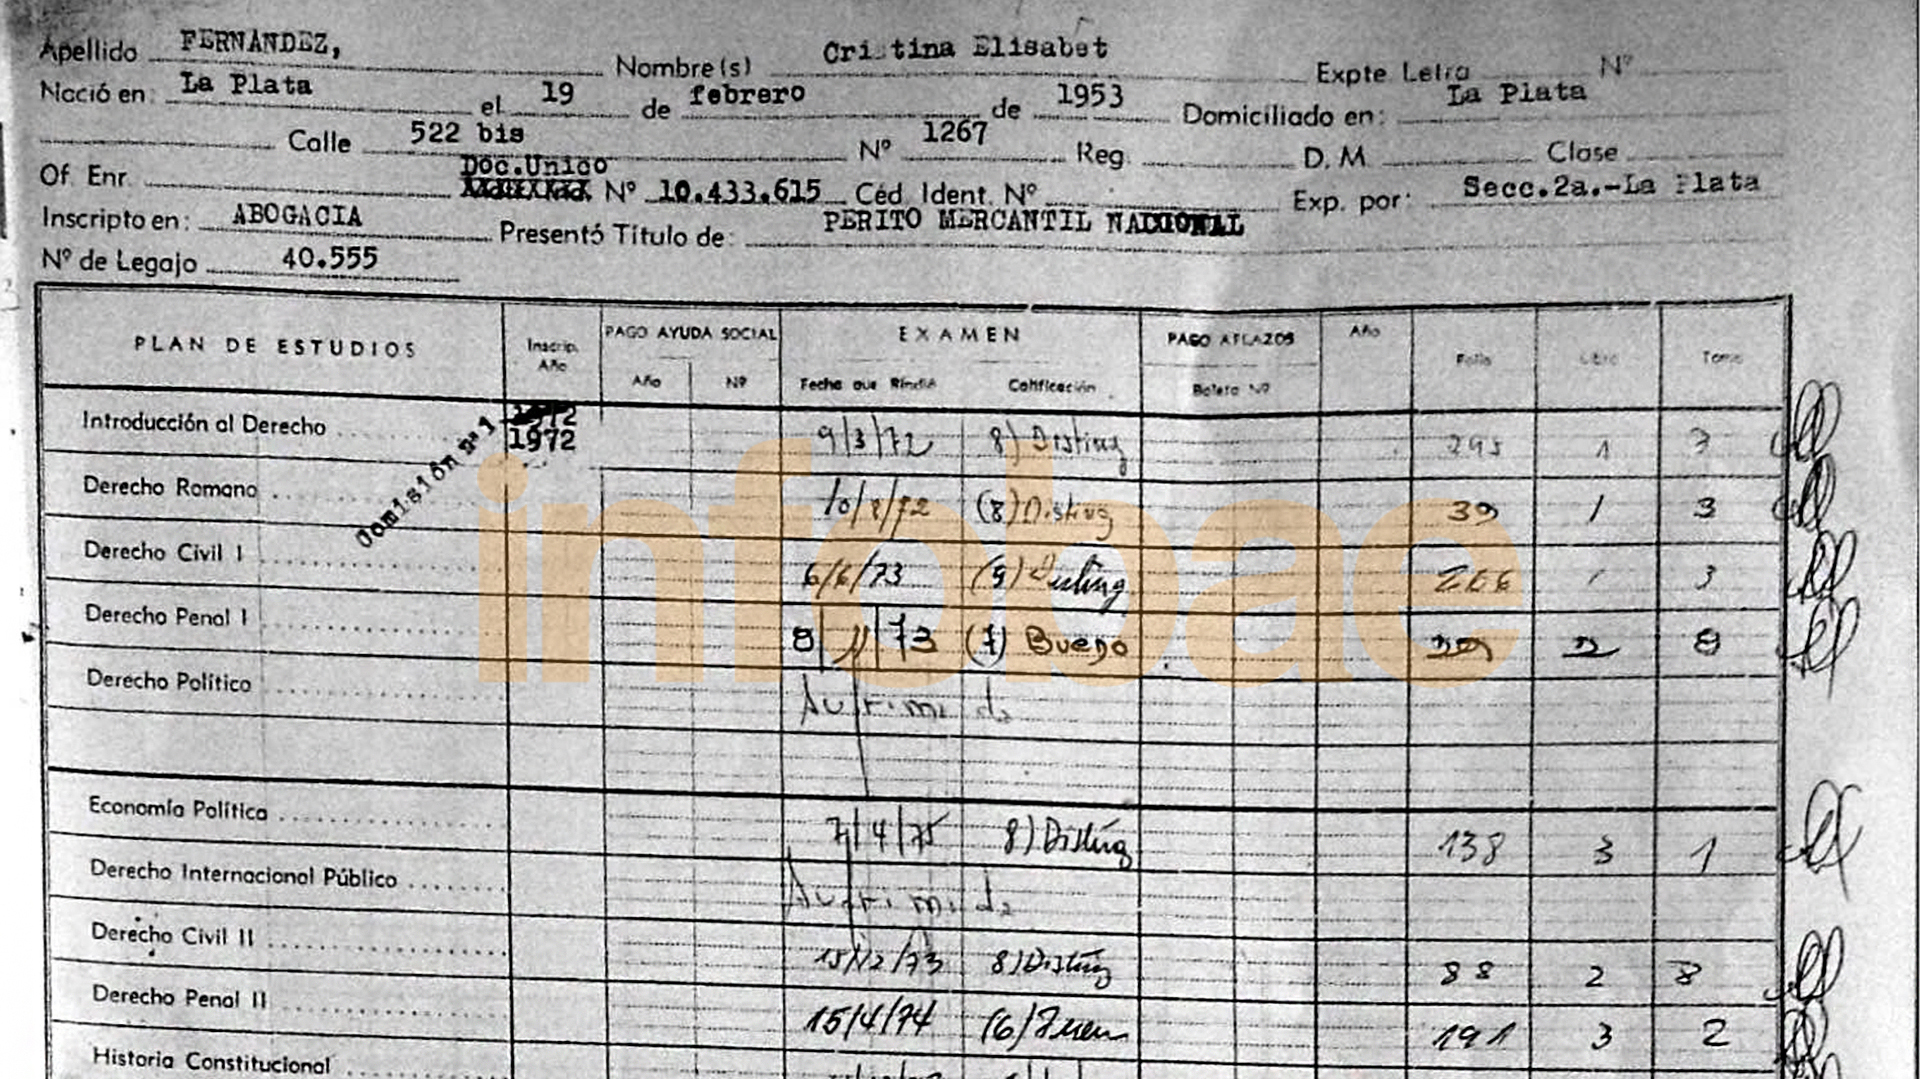 Apellido FERNANDEZ, Nombre(s) Cristina Elisabet Expte. Letra Nº
Nació en: La Plata el 19 de febrero de 1953 Domiciliado en: La Plata
Calle 522 bis Nº 1267 Reg. D. M. Clase
Of. Enr. Doc.Unico Nº 10.433.615 Céd. Ident. Nº Exp. por: Secc.2a.-La Plata
Inscripto en: ABOGACIA Presentó Título de: PERITO MERCANTIL NACIONAL
Nº de Legajo 40.555
PLAN DE ESTUDIOS Inscrip. Año PAGO AYUDA SOCIAL EXAMEN PAGO APLAZOS Año Folio Libro Tomo
Año Nº Fecha que Rindió Calificación Boleta Nº
Introducción al Derecho 1972 9/3/72 8) Disting 295 1 7
Comisión nº 1
Derecho Romano 10/8/72 (8) Disting 39 1 3
Derecho Civil I 6/6/73 (9) Disting 266 1 3
Derecho Penal I 8/11/73 (7) Bueno 2 8
Derecho Político
Economía Política 7/4/75 8) Disting 138 3 1
Derecho Internacional Público
Derecho Civil II 15/12/73 8) Disting 88 2 8
Derecho Penal II 15/4/74 (6) Buen 191 3 2
Historia Constitucional
infobae